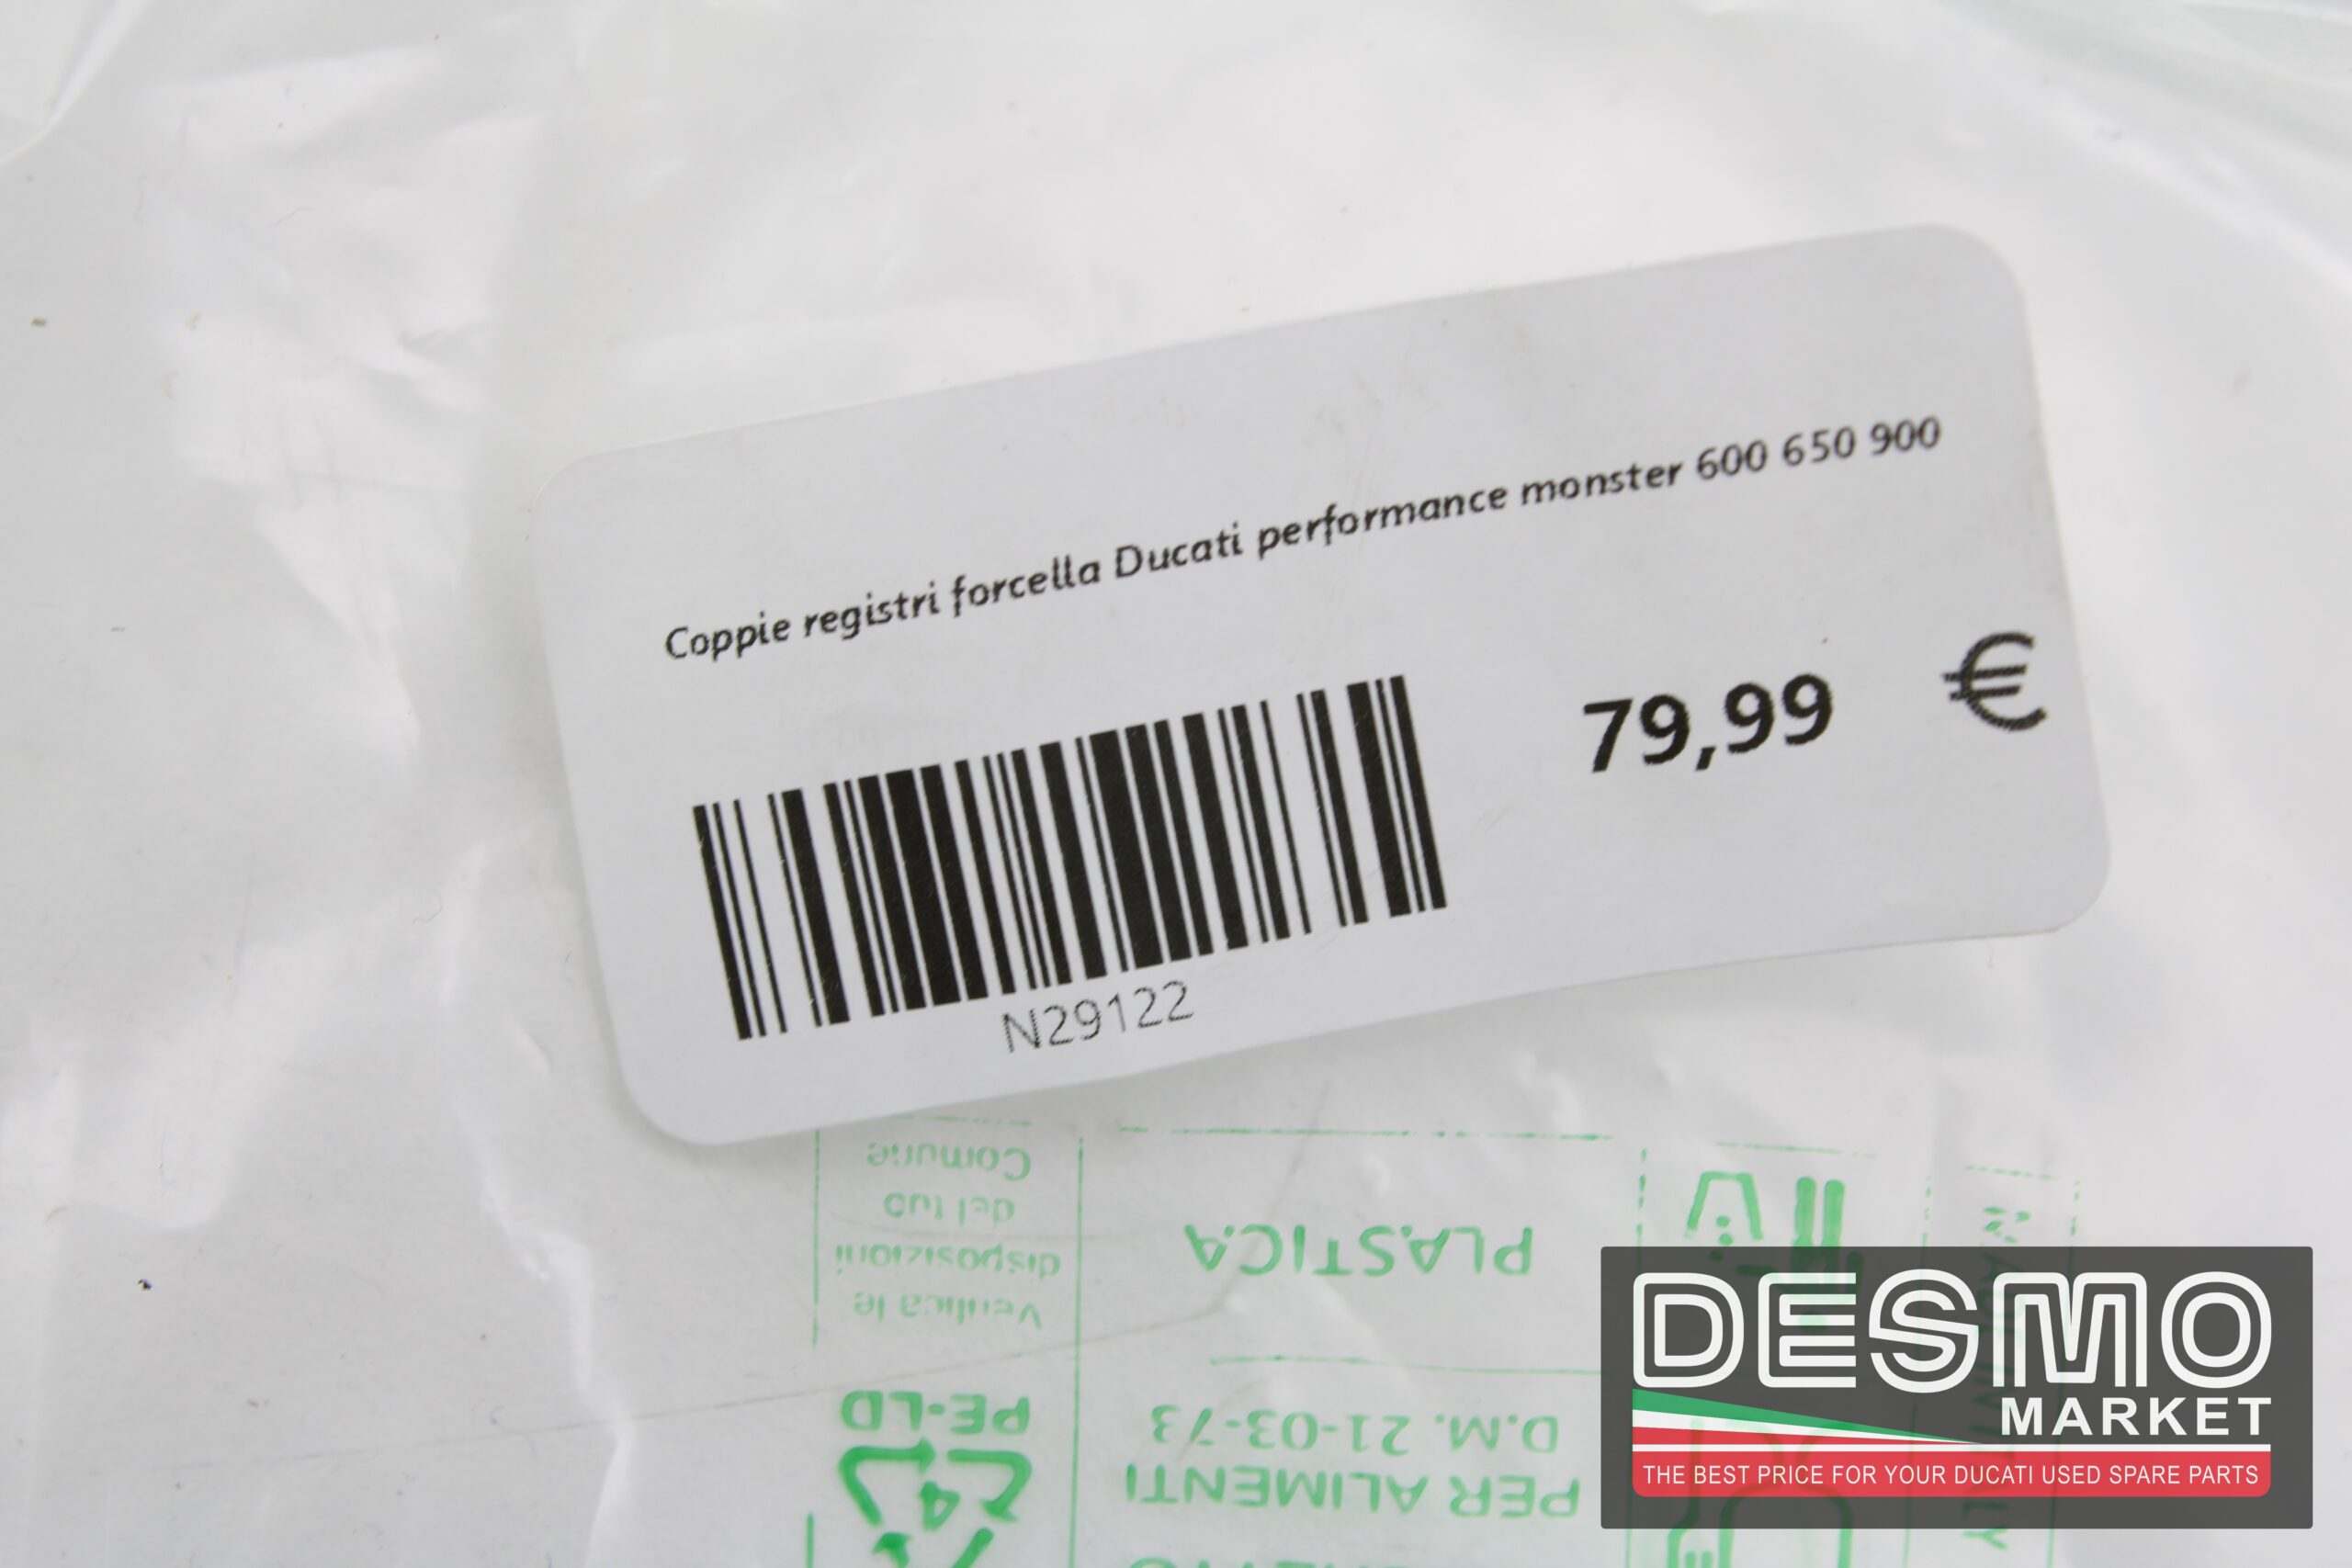 Coppie registri forcella Ducati performance monster 600 650 900
79,99 €
N29122
Comune
del tuo
disposizioni
Verifica le
PLASTICA
PE-LD
D.M. 21-03-73
PER ALIMENTI
4
DESMO
MARKET
THE BEST PRICE FOR YOUR DUCATI USED SPARE PARTS